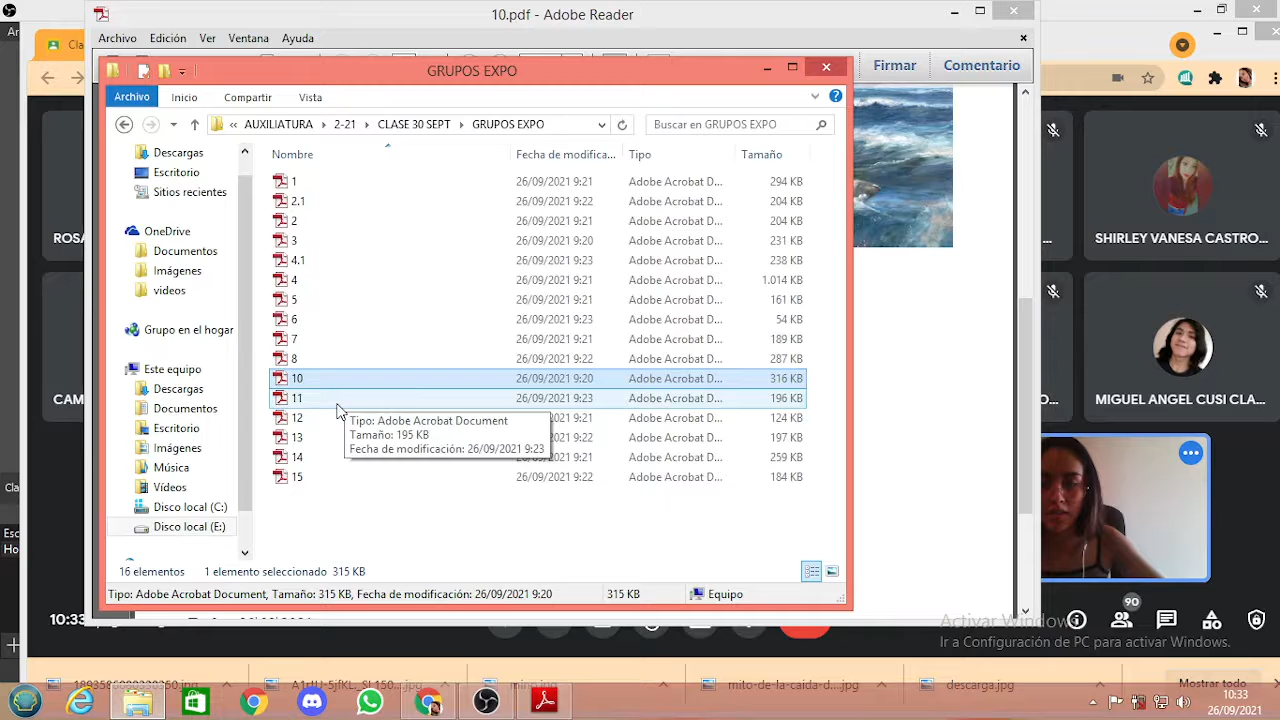 10.pdf - Adobe Reader
Archivo Edición Ver Ventana Ayuda
GRUPOS EXPO
Firmar Comentario
Archivo Inicio Compartir Vista
« AUXILIATURA 2-21 CLASE 30 SEPT GRUPOS EXPO
Buscar en GRUPOS EXPO
Nombre Fecha de modifica... Tipo Tamaño
1 26/09/2021 9:21 Adobe Acrobat D... 294 KB
2.1 26/09/2021 9:22 Adobe Acrobat D... 204 KB
2 26/09/2021 9:21 Adobe Acrobat D... 204 KB
3 26/09/2021 9:20 Adobe Acrobat D... 231 KB
4.1 26/09/2021 9:23 Adobe Acrobat D... 238 KB
4 26/09/2021 9:21 Adobe Acrobat D... 1.014 KB
5 26/09/2021 9:21 Adobe Acrobat D... 161 KB
6 26/09/2021 9:23 Adobe Acrobat D... 54 KB
7 26/09/2021 9:21 Adobe Acrobat D... 189 KB
8 26/09/2021 9:22 Adobe Acrobat D... 287 KB
10 26/09/2021 9:20 Adobe Acrobat D... 316 KB
11 26/09/2021 9:23 Adobe Acrobat D... 196 KB
12 9:21 Adobe Acrobat D... 124 KB
13 9:22 Adobe Acrobat D... 197 KB
14 26/09/2021 9:21 Adobe Acrobat D... 259 KB
15 26/09/2021 9:22 Adobe Acrobat D... 184 KB
Tipo: Adobe Acrobat Document
Tamaño: 195 KB
Fecha de modificación: 26/09/2021 9:23
Descargas
Escritorio
Sitios recientes
OneDrive
Documentos
Imágenes
videos
Grupo en el hogar
Este equipo
Descargas
Documentos
Escritorio
Imágenes
Música
Vídeos
Disco local (C:)
Disco local (E:)
16 elementos 1 elemento seleccionado 315 KB
Tipo: Adobe Acrobat Document, Tamaño: 315 KB, Fecha de modificación: 26/09/2021 9:20 315 KB Equipo
ROSA
CAM
SHIRLEY VANESA CASTRO...
MIGUEL ANGEL CUSI CLA...
90
10:33
Activar Windows
Ir a Configuración de PC para activar Windows.
mito-de-la-caida-d....jpg
descarga.jpg
Mostrar todo
10:33
26/09/2021